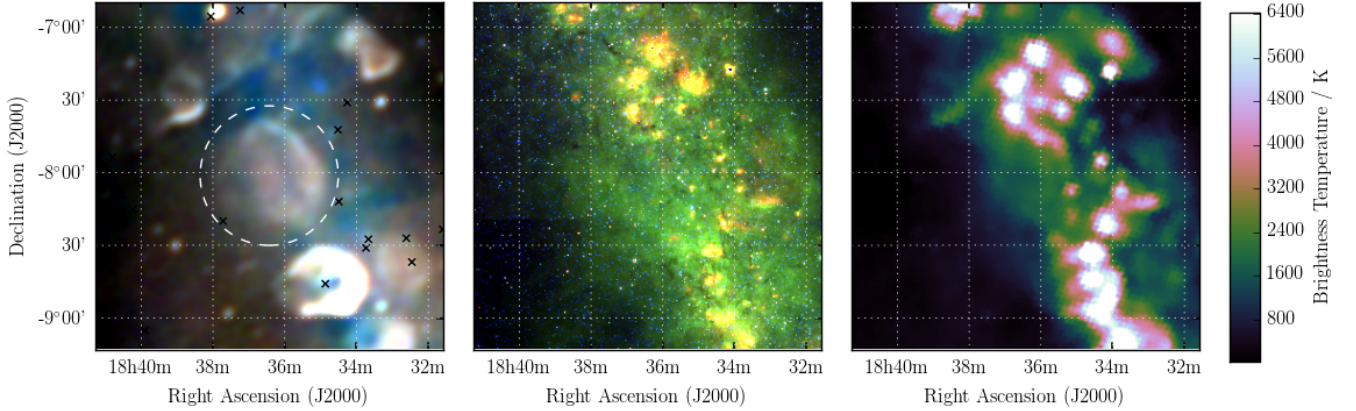 -7°00'
30'
-8°00'
30'
-9°00'
Declination (J2000)
18h40m 38m 36m 34m 32m
Right Ascension (J2000)
18h40m 38m 36m 34m 32m
Right Ascension (J2000)
18h40m 38m 36m 34m 32m
Right Ascension (J2000)
6400
5600
4800
4000
3200
2400
1600
800
Brightness Temperature / K